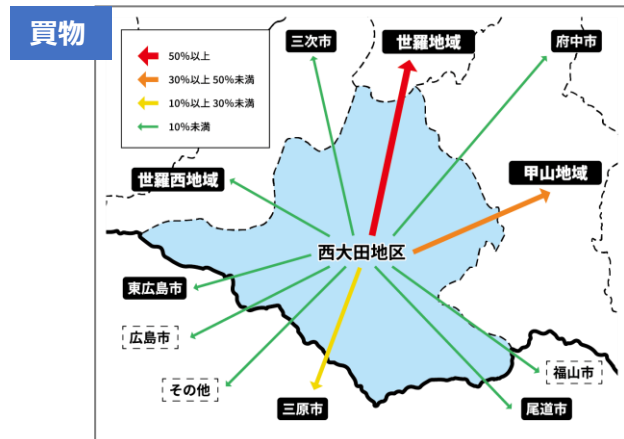 買物
50%以上
30%以上 50%未満
10%以上 30%未満
10%未満
三次市
世羅地域
府中市
世羅西地域
甲山地域
西大田地区
東広島市
広島市
その他
三原市
尾道市
福山市